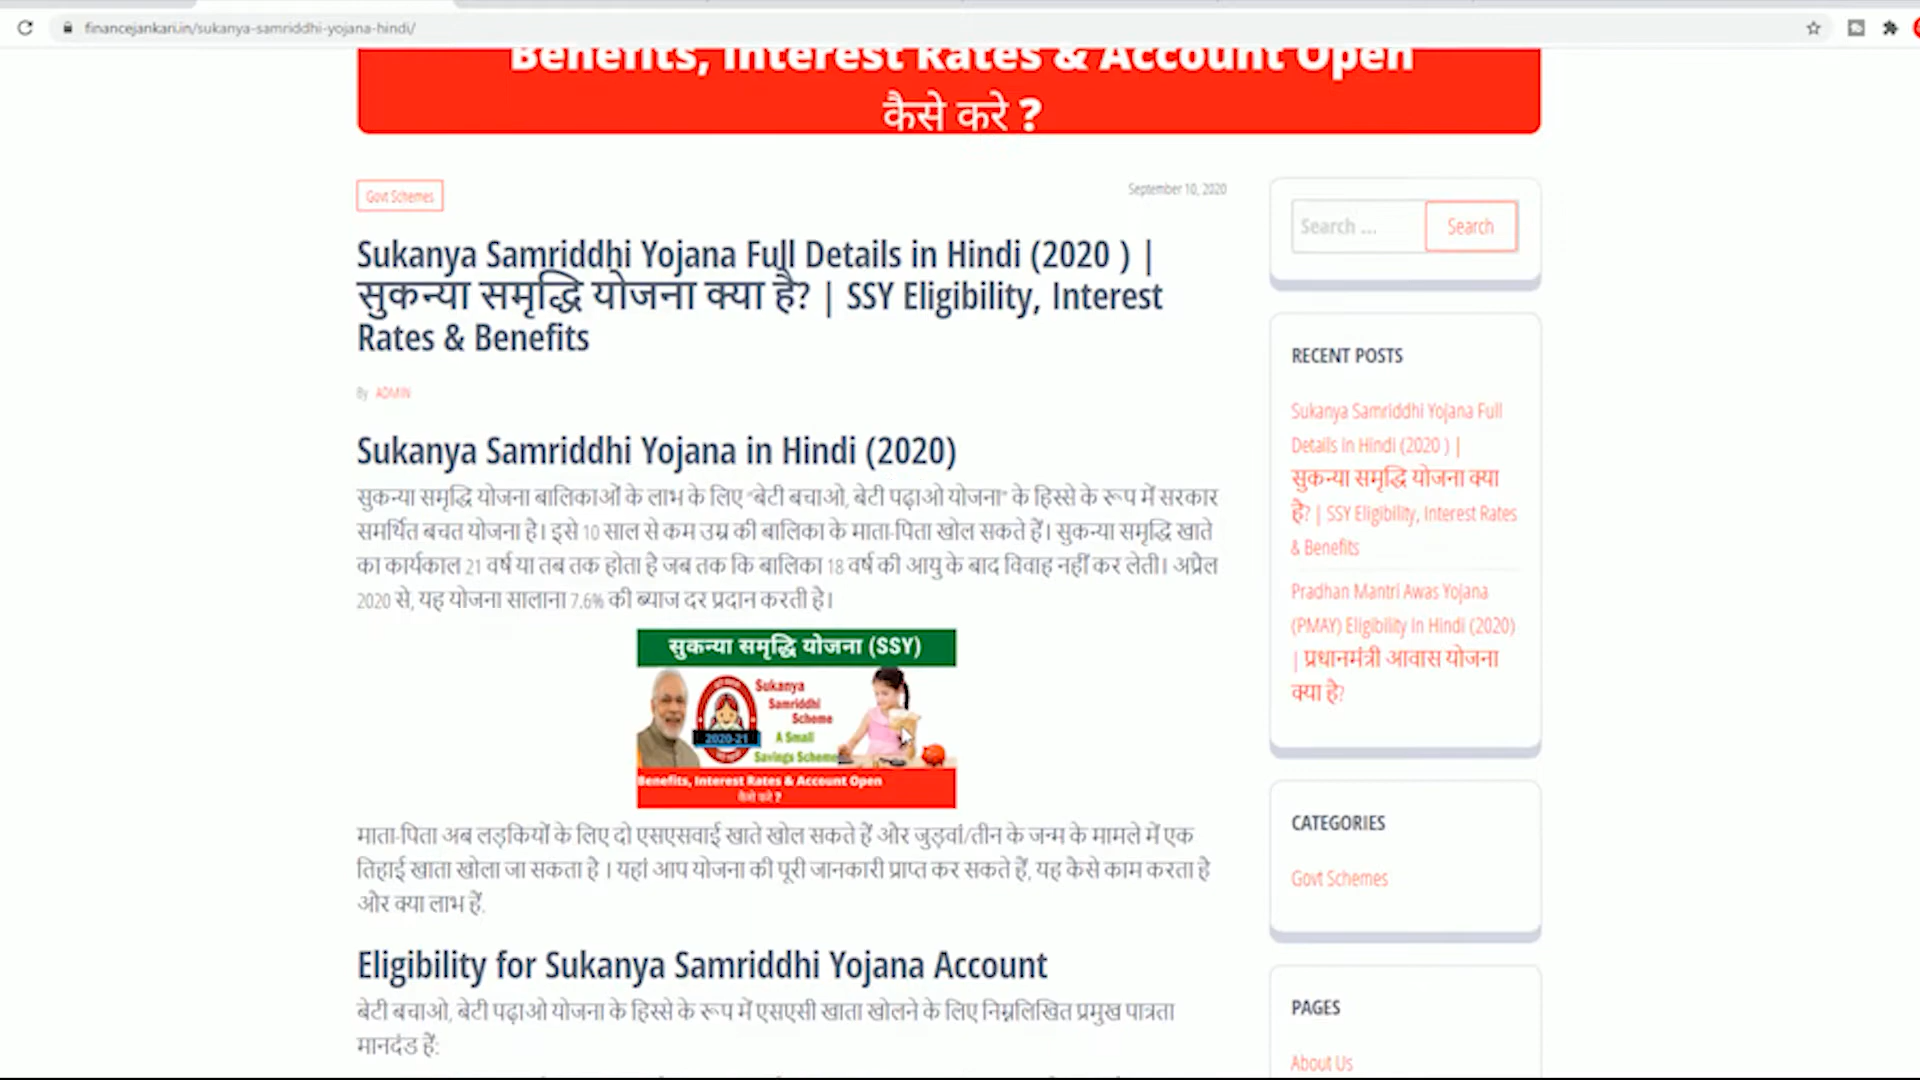 financejankari.in/sukanya-samriddhi-yojana-hindi/
Benefits, Interest Rates & Account Open
कैसे करे ?
Govt Schemes
September 10, 2020
Sukanya Samriddhi Yojana Full Details in Hindi (2020 ) |
सुकन्या समृद्धि योजना क्या है? | SSY Eligibility, Interest
Rates & Benefits
By ADMIN
Sukanya Samriddhi Yojana in Hindi (2020)
सुकन्या समृद्धि योजना बालिकाओं के लाभ के लिए "बेटी बचाओ, बेटी पढ़ाओ योजना" के हिस्से के रूप में सरकार
समर्थित बचत योजना है। इसे 10 साल से कम उम्र की बालिका के माता-पिता खोल सकते हैं। सुकन्या समृद्धि खाते
का कार्यकाल 21 वर्ष या तब तक होता है जब तक कि बालिका 18 वर्ष की आयु के बाद विवाह नहीं कर लेती। अप्रैल
2020 से, यह योजना सालाना 7.6% की ब्याज दर प्रदान करती है।
सुकन्या समृद्धि योजना (SSY)
Sukanya
Samriddhi
Scheme
2020-21
A Small
Savings Scheme
Benefits, Interest Rates & Account Open
कैसे करे ?
माता-पिता अब लड़कियों के लिए दो एसएसवाई खाते खोल सकते हैं और जुड़वां/तीन के जन्म के मामले में एक
तिहाई खाता खोला जा सकता है । यहां आप योजना की पूरी जानकारी प्राप्त कर सकते हैं, यह कैसे काम करता है
और क्या लाभ हैं.
Eligibility for Sukanya Samriddhi Yojana Account
बेटी बचाओ, बेटी पढ़ाओ योजना के हिस्से के रूप में एसएसी खाता खोलने के लिए निम्नलिखित प्रमुख पात्रता
मानदंड हैं:
Search ...
Search
RECENT POSTS
Sukanya Samriddhi Yojana Full
Details in Hindi (2020 ) |
सुकन्या समृद्धि योजना क्या
है? | SSY Eligibility, Interest Rates
& Benefits
Pradhan Mantri Awas Yojana
(PMAY) Eligibility In Hindi (2020)
| प्रधानमंत्री आवास योजना
क्या है?
CATEGORIES
Govt Schemes
PAGES
About Us